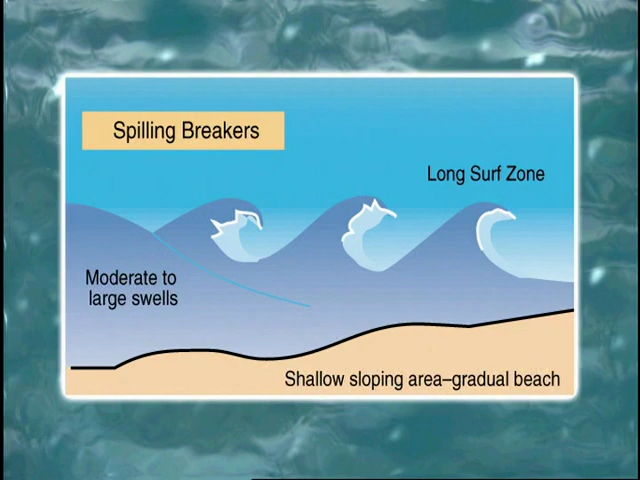 Spilling Breakers
Long Surf Zone
Moderate to
large swells
Shallow sloping area–gradual beach